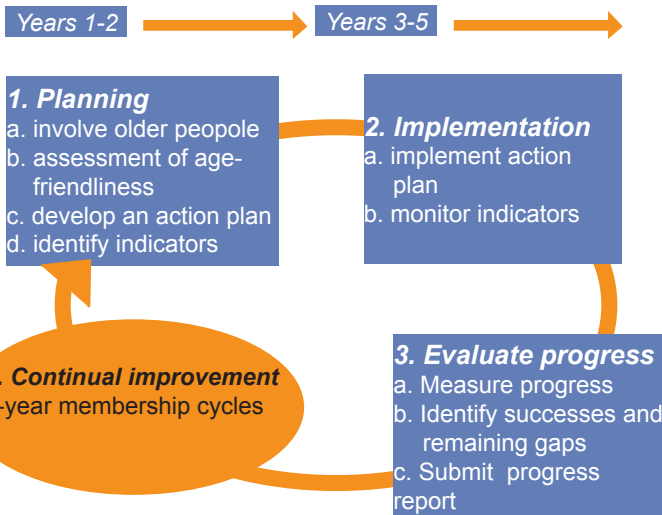 Years 1-2
Years 3-5
1. Planning
a. involve older peopole
b. assessment of age-
friendliness
c. develop an action plan
d. identify indicators
2. Implementation
a. implement action
plan
b. monitor indicators
3. Evaluate progress
a. Measure progress
b. Identify successes and
remaining gaps
c. Submit progress
report
. Continual improvement
-year membership cycles